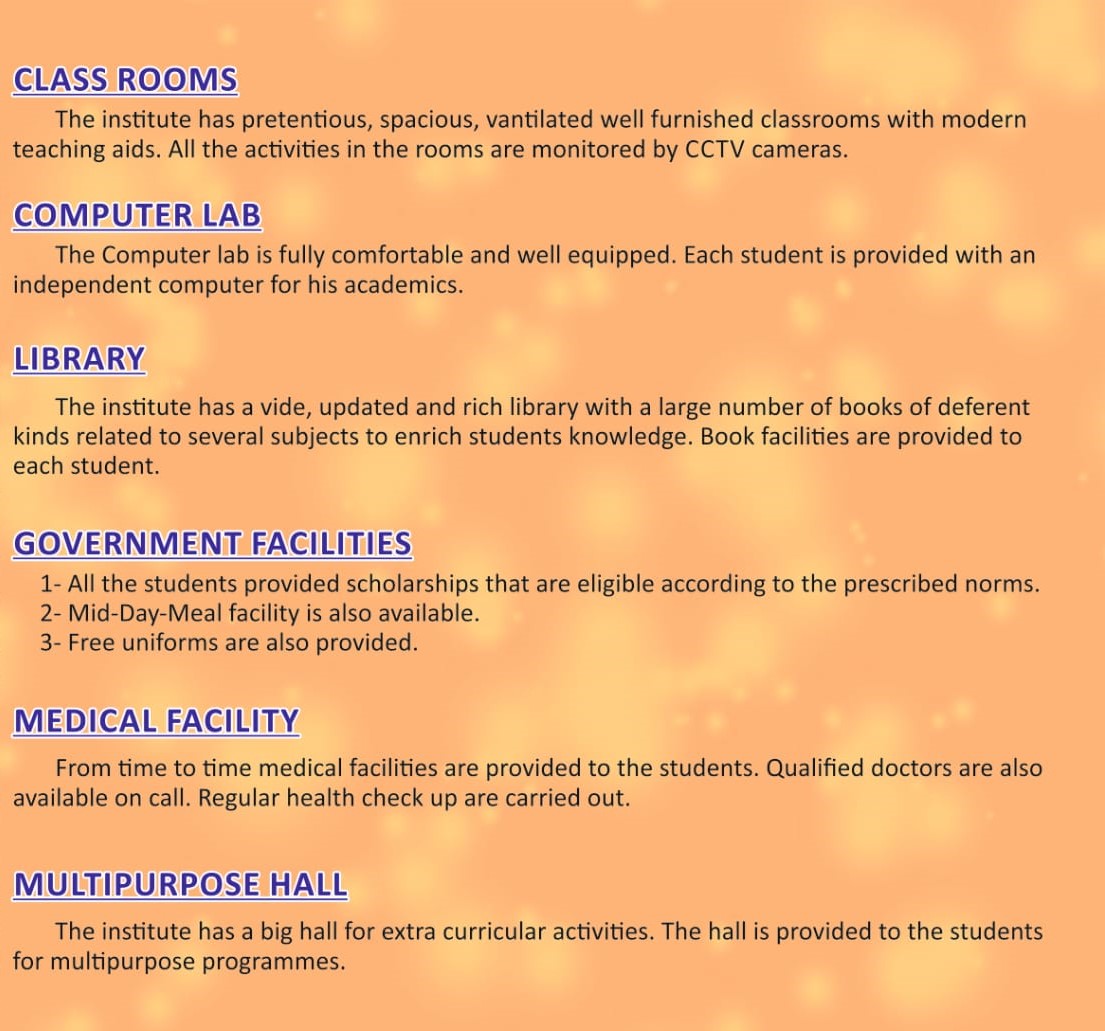 CLASS ROOMS
The institute has pretentious, spacious, vantilated well furnished classrooms with modern
teaching aids. All the activities in the rooms are monitored by CCTV cameras.
COMPUTER LAB
The Computer lab is fully comfortable and well equipped. Each student is provided with an
independent computer for his academics.
LIBRARY
The institute has a vide, updated and rich library with a large number of books of deferent
kinds related to several subjects to enrich students knowledge. Book facilities are provided to
each student.
GOVERNMENT FACILITIES
1- All the students provided scholarships that are eligible according to the prescribed norms.
2- Mid-Day-Meal facility is also available.
3- Free uniforms are also provided.
MEDICAL FACILITY
From time to time medical facilities are provided to the students. Qualified doctors are also
available on call. Regular health check up are carried out.
MULTIPURPOSE HALL
The institute has a big hall for extra curricular activities. The hall is provided to the students
for multipurpose programmes.